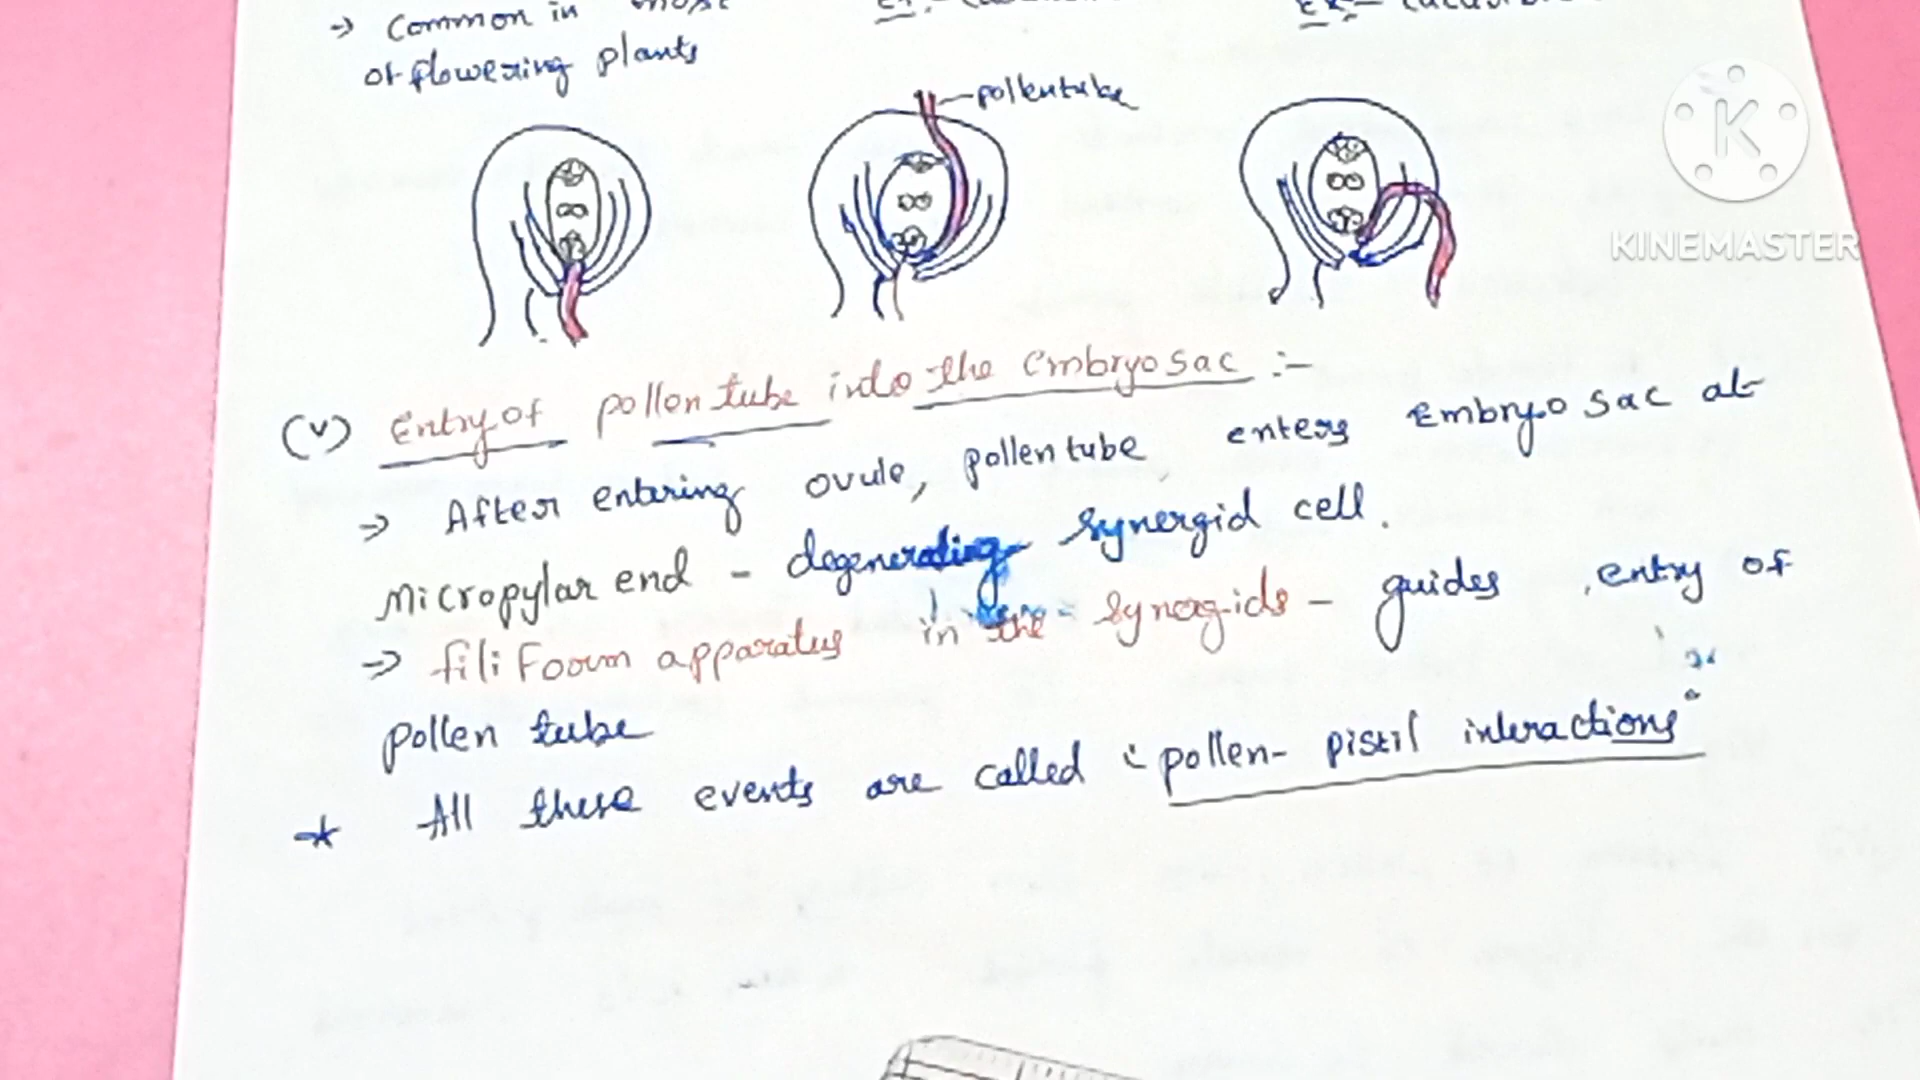 → Common in
of flowering plants
pollentube
K
KINEMASTER
(v) Entry of pollen tube into the embryo sac :-
→ After entering ovule, pollen tube enters Embryo sac at
Micropylar end - degenerating synergid cell.
→ filiform apparatus in the synergids - guides entry of
pollen tube
* All these events are called "pollen- pistil interactions"